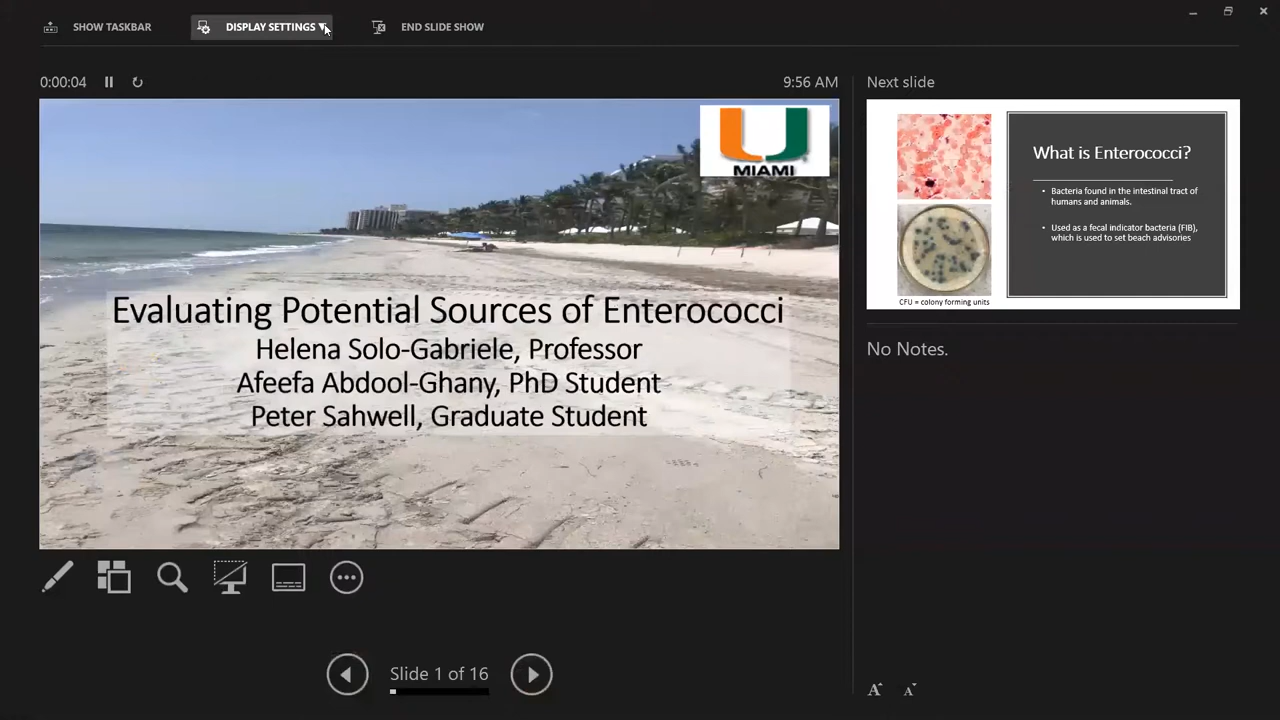 SHOW TASKBAR
DISPLAY SETTINGS ▼
END SLIDE SHOW
0:00:04
9:56 AM
Next slide
MIAMI
Evaluating Potential Sources of Enterococci
Helena Solo-Gabriele, Professor
Afeefa Abdool-Ghany, PhD Student
Peter Sahwell, Graduate Student
What is Enterococci?
• Bacteria found in the intestinal tract of
humans and animals.
• Used as a fecal indicator bacteria (FIB),
which is used to set beach advisories
CFU = colony forming units
No Notes.
Slide 1 of 16
A A